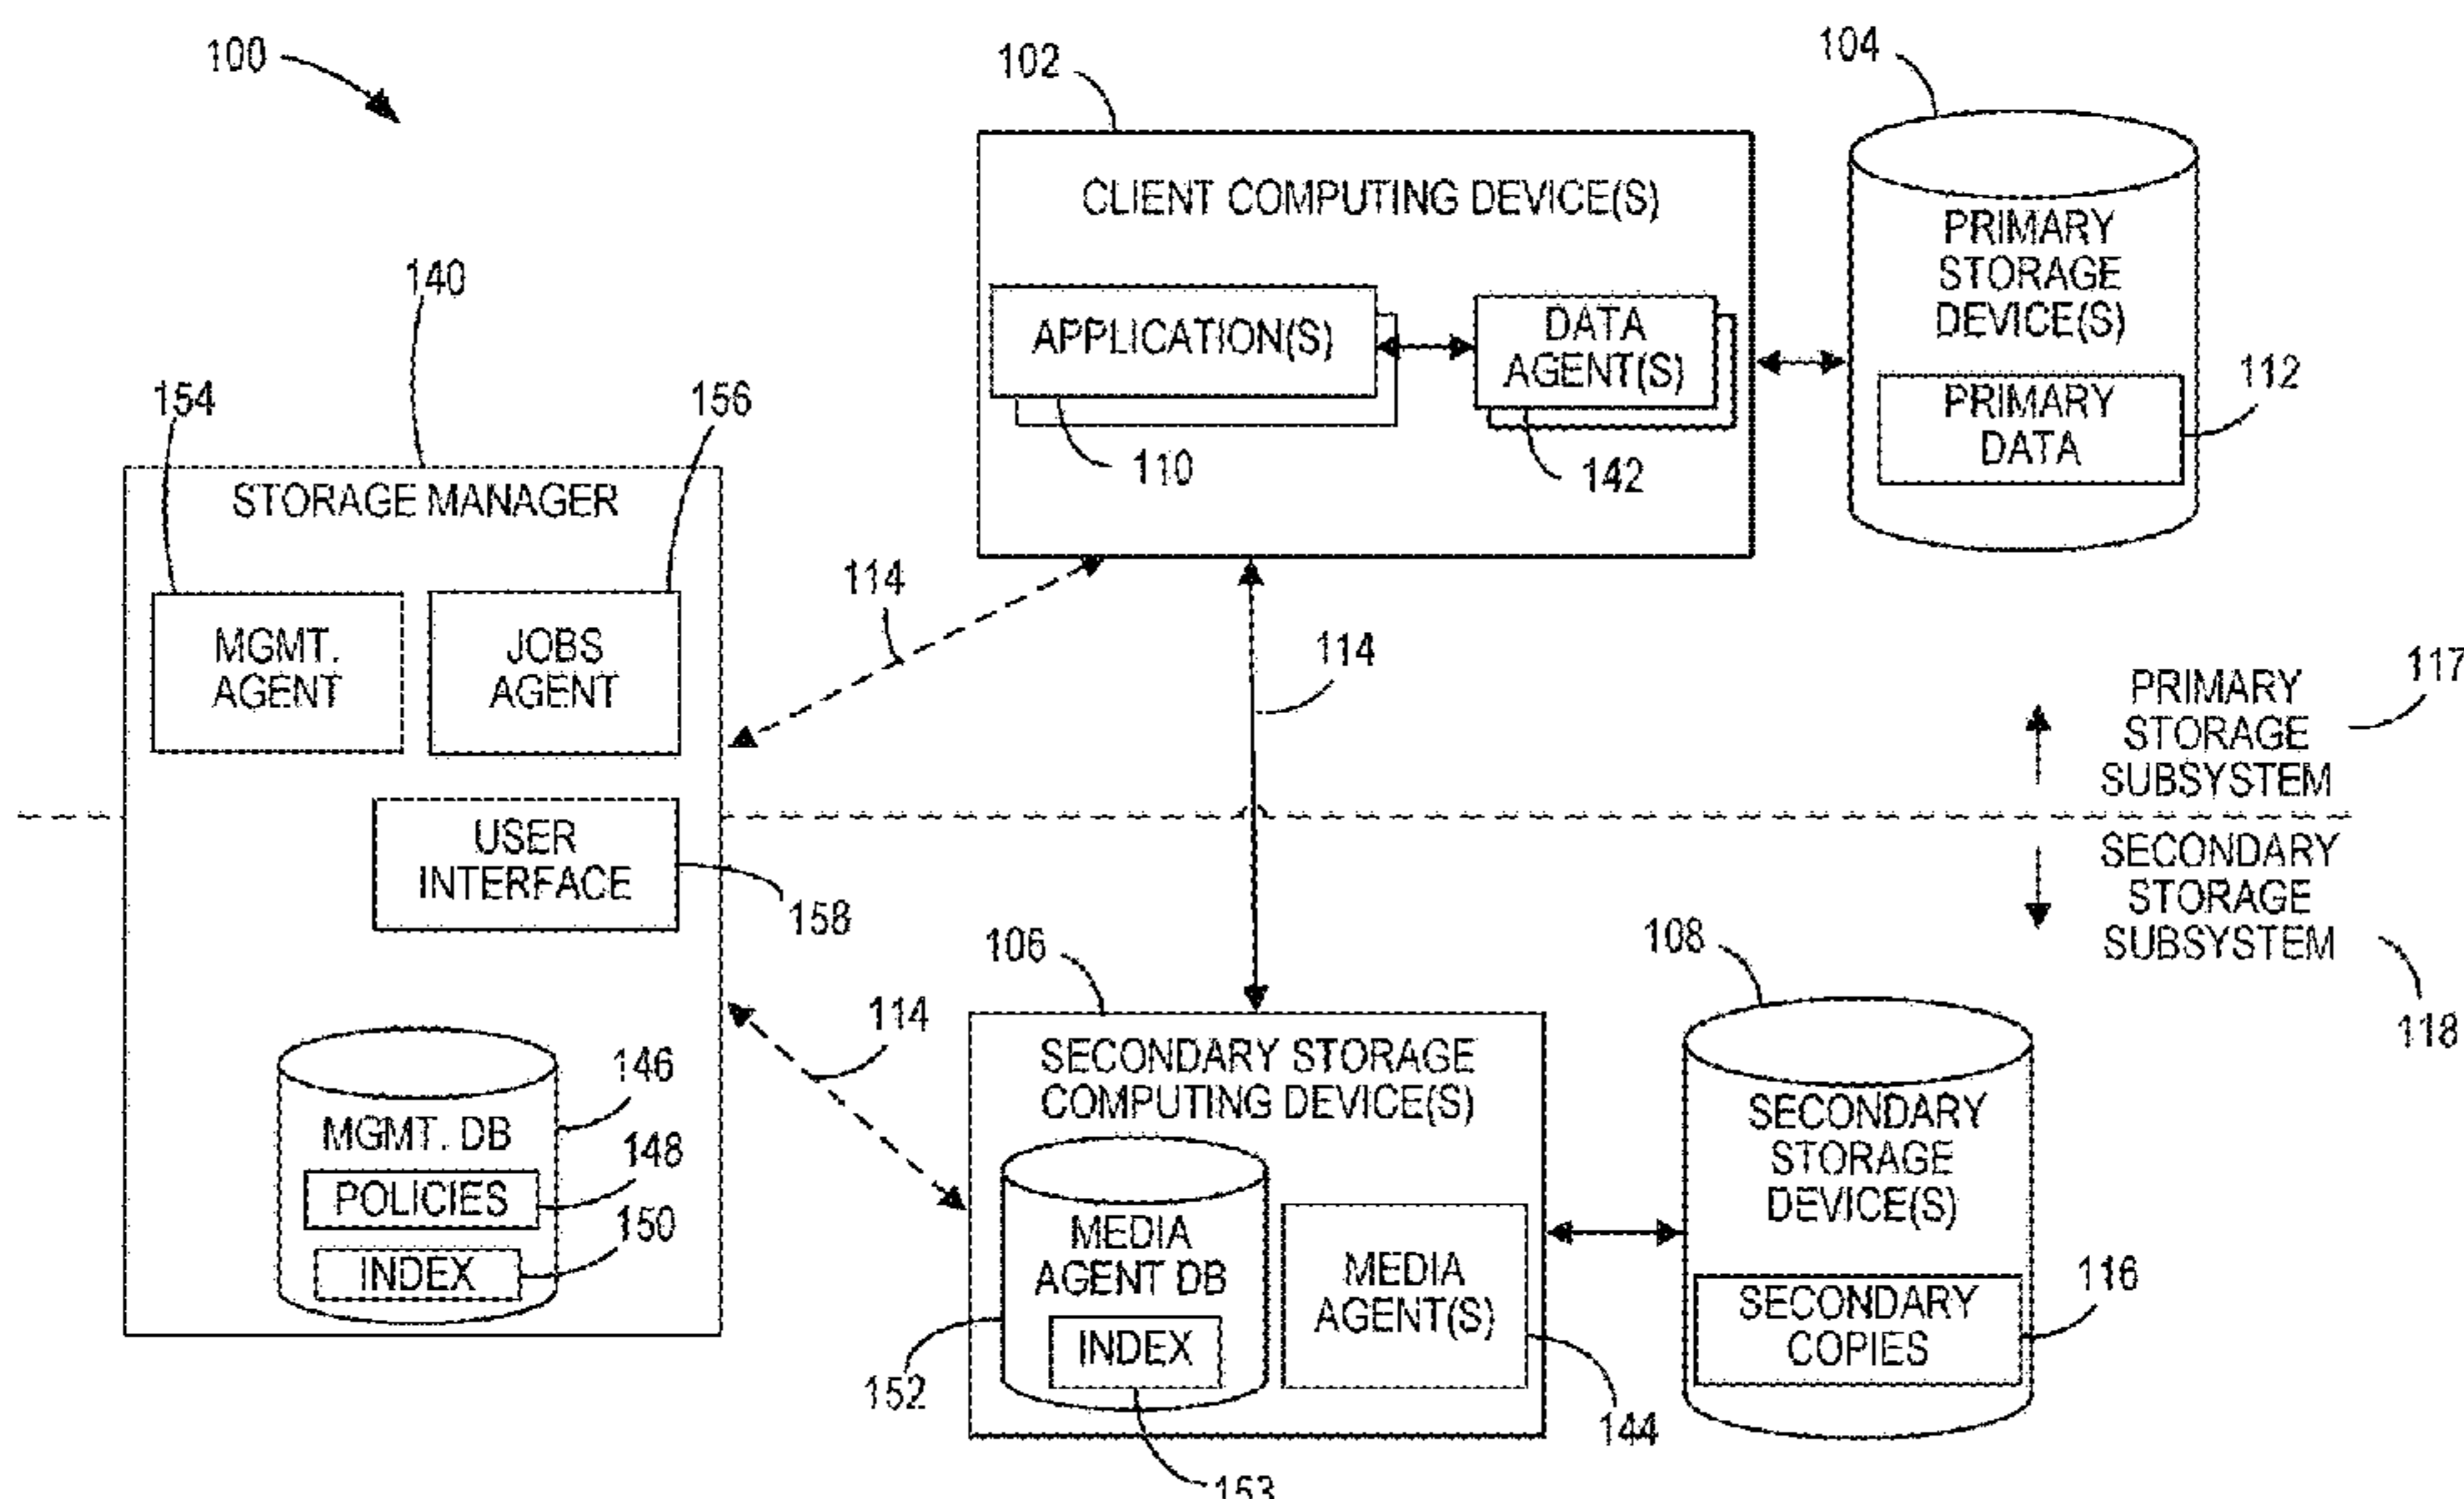 100
102
104
CLIENT COMPUTING DEVICE(S)
APPLICATION(S)
110
DATA
AGENT(S)
142
PRIMARY
STORAGE
DEVICE(S)
PRIMARY
DATA
112
140
154
156
STORAGE MANAGER
MGMT.
AGENT
JOBS
AGENT
USER
INTERFACE
158
MGMT. DB
146
POLICIES
148
INDEX
150
114
114
114
PRIMARY
STORAGE
SUBSYSTEM
117
SECONDARY
STORAGE
SUBSYSTEM
118
106
SECONDARY STORAGE
COMPUTING DEVICE(S)
MEDIA
AGENT DB
INDEX
152
153
MEDIA
AGENT(S)
144
108
SECONDARY
STORAGE
DEVICE(S)
SECONDARY
COPIES
116